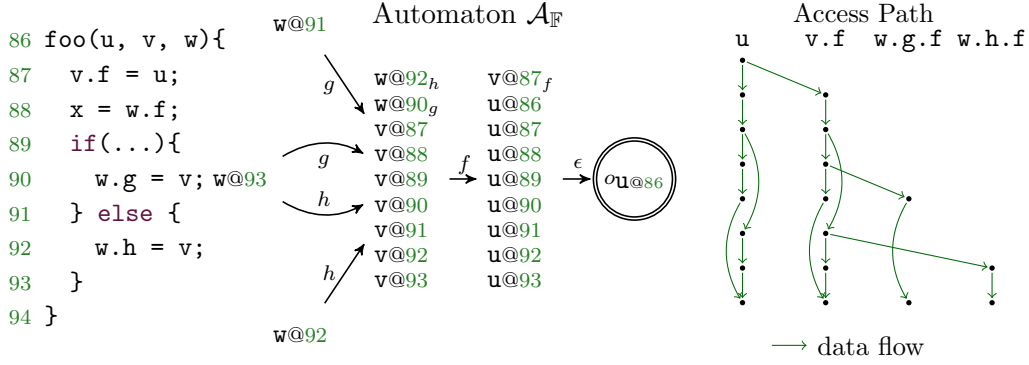 86 foo(u, v, w){
87 v.f = u;
88 x = w.f;
89 if(...){
90 w.g = v;
91 } else {
92 w.h = v;
93 }
94 }
Automaton 𝒜𝔽
w@91
w@93
w@92
g
g
h
h
w@92h
w@90g
v@87
v@88
v@89
v@90
v@91
v@92
v@93
f
v@87f
u@86
u@87
u@88
u@89
u@90
u@91
u@92
u@93
ϵ
ou@86
Access Path
u v.f w.g.f w.h.f
data flow